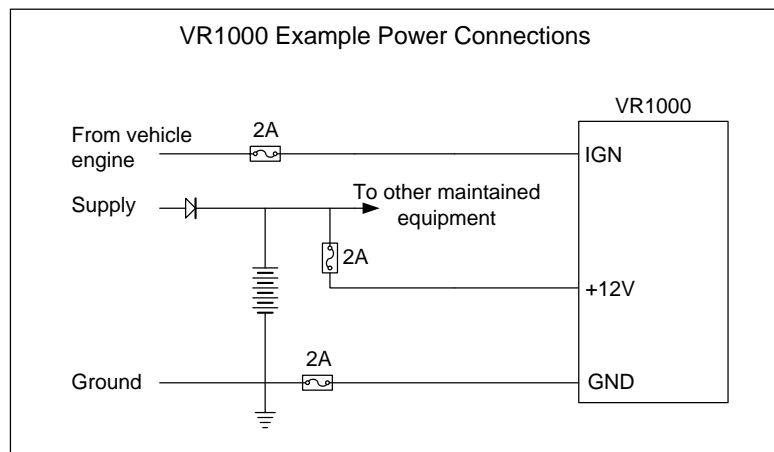 VR1000 Example Power Connections
VR1000
From vehicle
engine
2A
IGN
Supply
To other maintained
equipment
2A
+12V
2A
Ground
GND